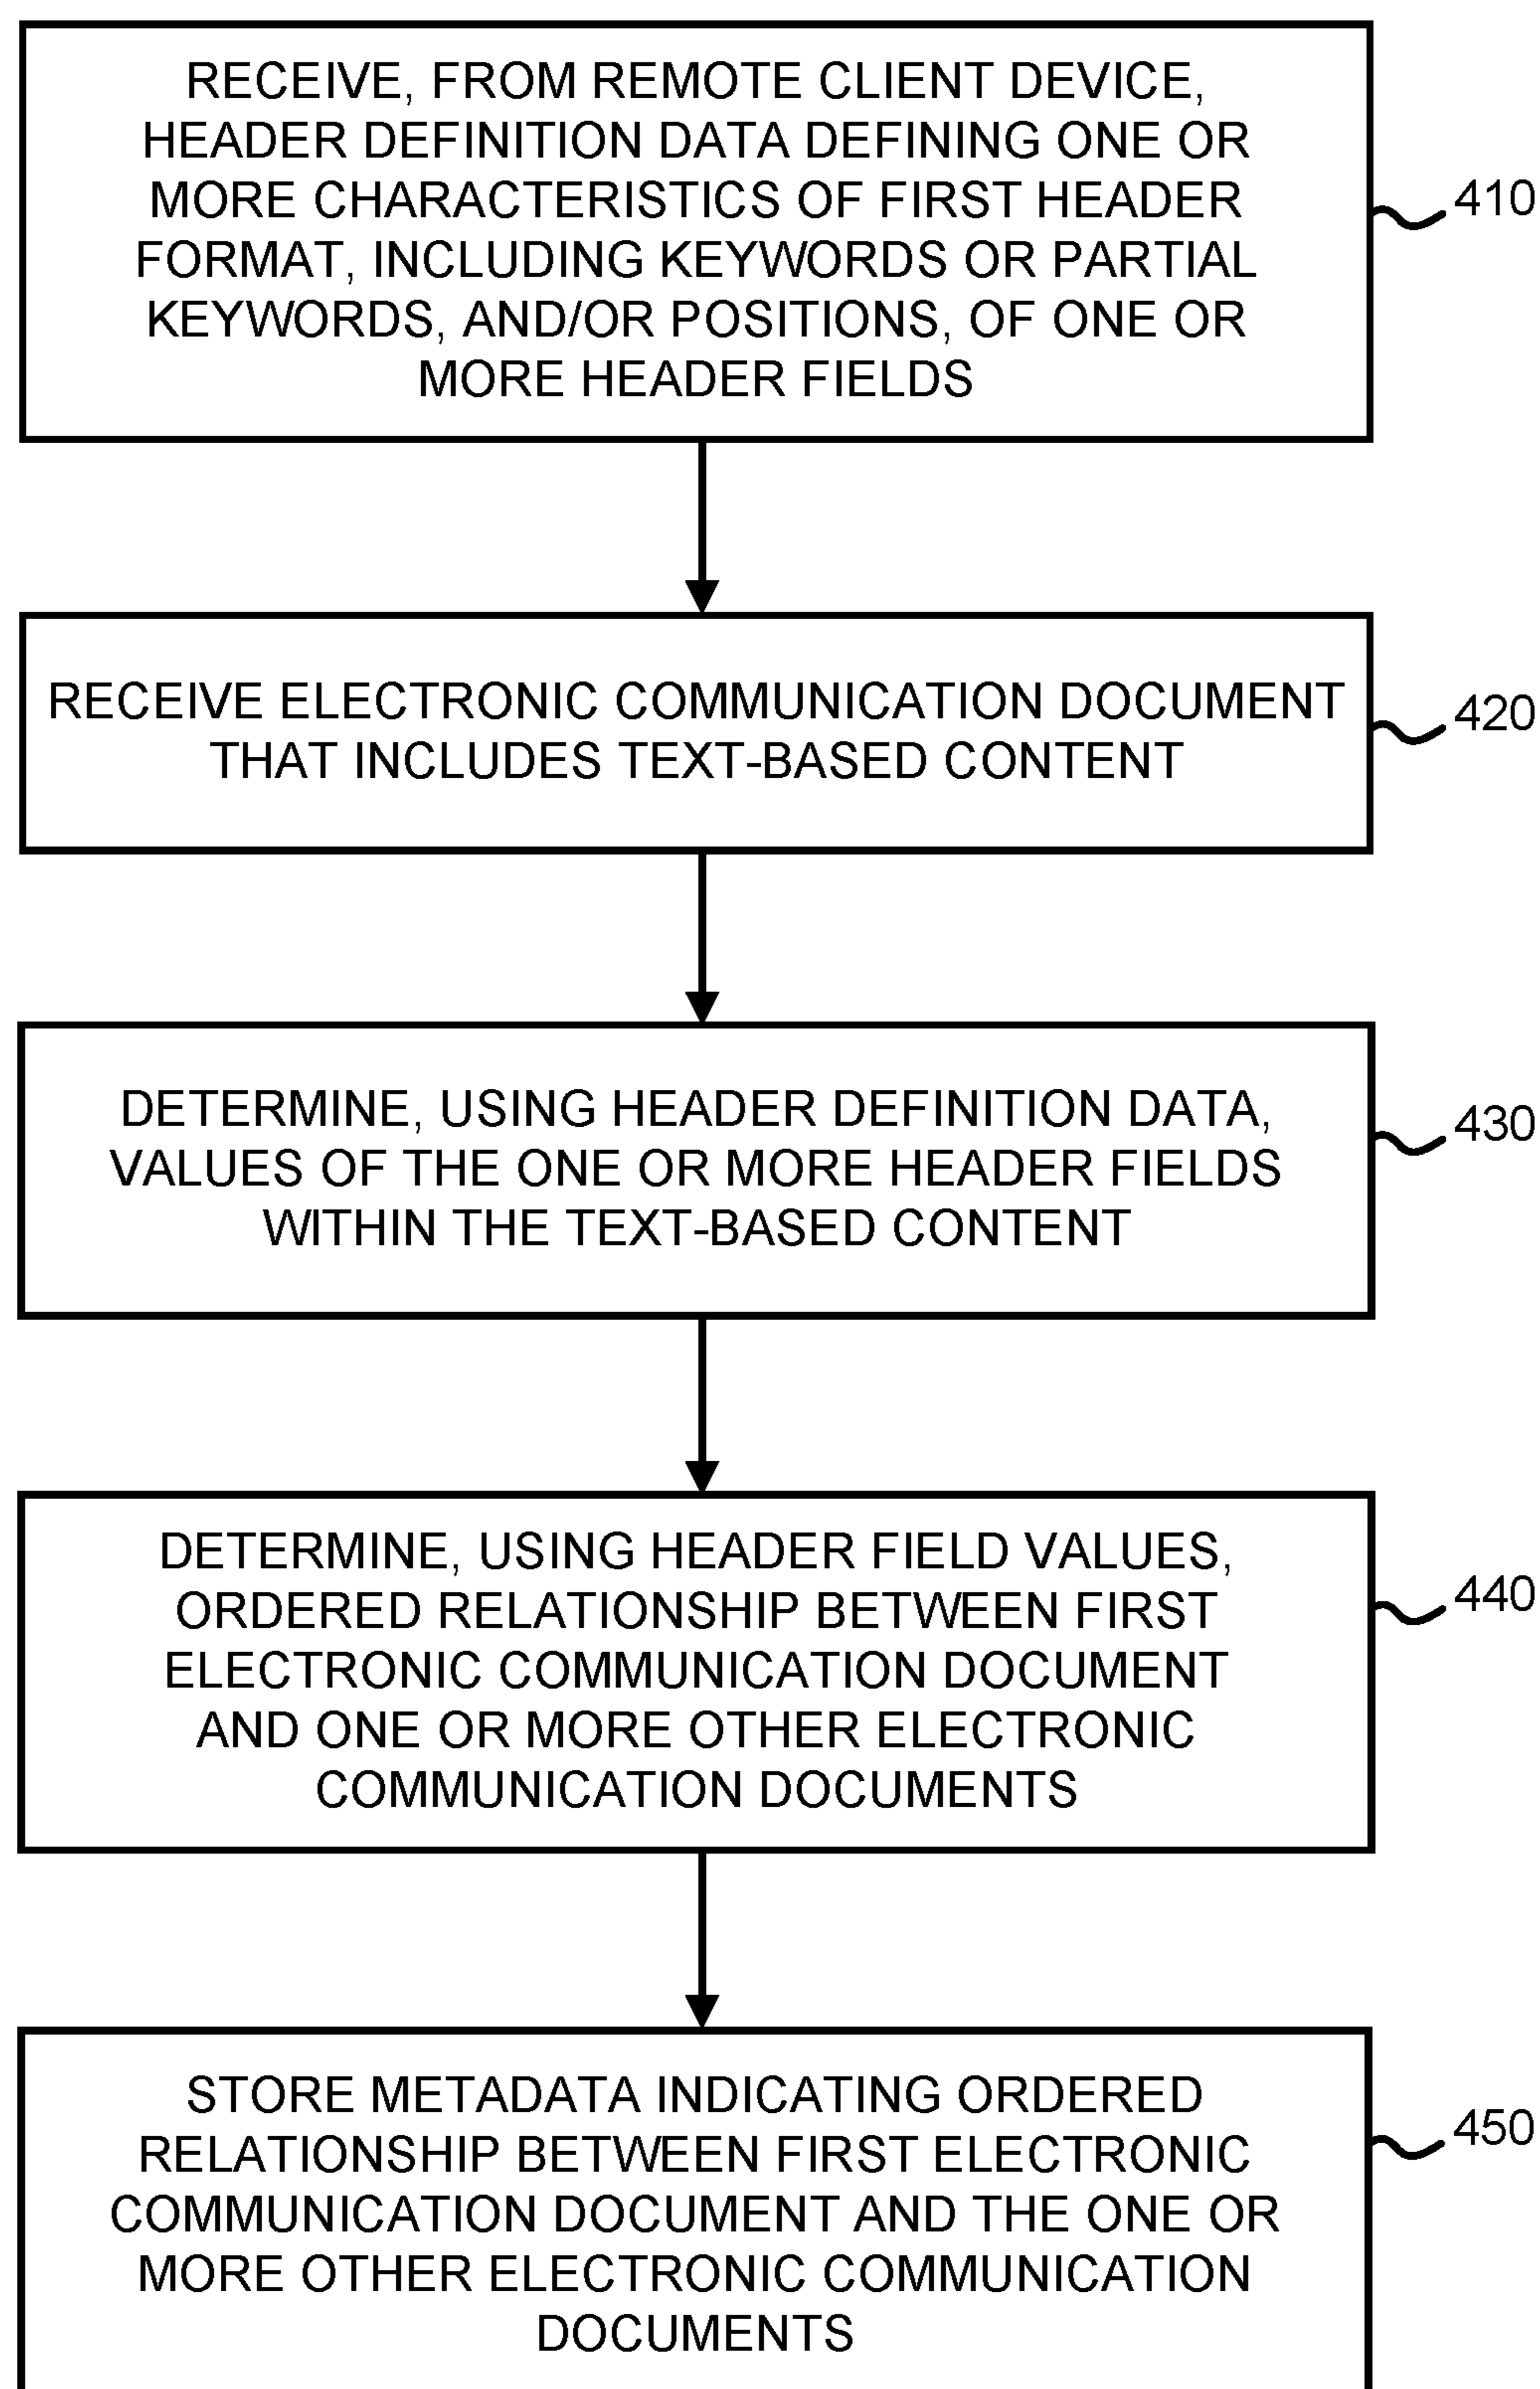 RECEIVE, FROM REMOTE CLIENT DEVICE,
HEADER DEFINITION DATA DEFINING ONE OR
MORE CHARACTERISTICS OF FIRST HEADER
FORMAT, INCLUDING KEYWORDS OR PARTIAL
KEYWORDS, AND/OR POSITIONS, OF ONE OR
MORE HEADER FIELDS
410
RECEIVE ELECTRONIC COMMUNICATION DOCUMENT
THAT INCLUDES TEXT-BASED CONTENT
420
DETERMINE, USING HEADER DEFINITION DATA,
VALUES OF THE ONE OR MORE HEADER FIELDS
WITHIN THE TEXT-BASED CONTENT
430
DETERMINE, USING HEADER FIELD VALUES,
ORDERED RELATIONSHIP BETWEEN FIRST
ELECTRONIC COMMUNICATION DOCUMENT
AND ONE OR MORE OTHER ELECTRONIC
COMMUNICATION DOCUMENTS
440
STORE METADATA INDICATING ORDERED
RELATIONSHIP BETWEEN FIRST ELECTRONIC
COMMUNICATION DOCUMENT AND THE ONE OR
MORE OTHER ELECTRONIC COMMUNICATION
DOCUMENTS
450